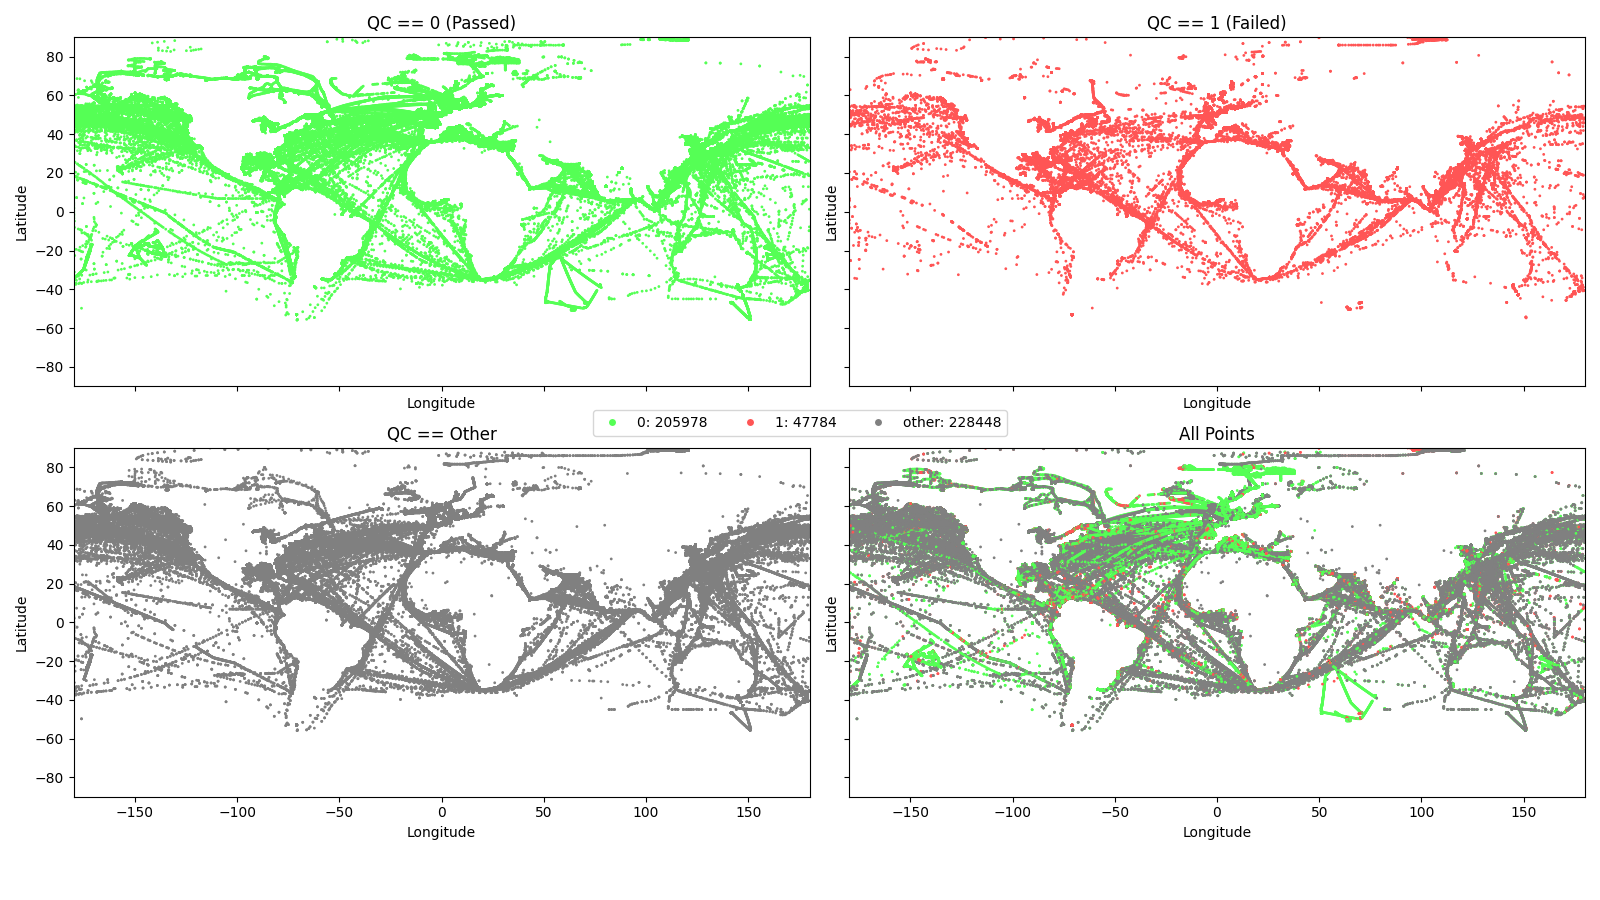 QC == 0 (Passed)
QC == 1 (Failed)
80
60
40
20
0
−20
−40
−60
−80
Latitude
Latitude
Longitude
Longitude
0: 205978
1: 47784
other: 228448
QC == Other
All Points
80
60
40
20
0
−20
−40
−60
−80
Latitude
Latitude
−150
−100
−50
0
50
100
150
−150
−100
−50
0
50
100
150
Longitude
Longitude